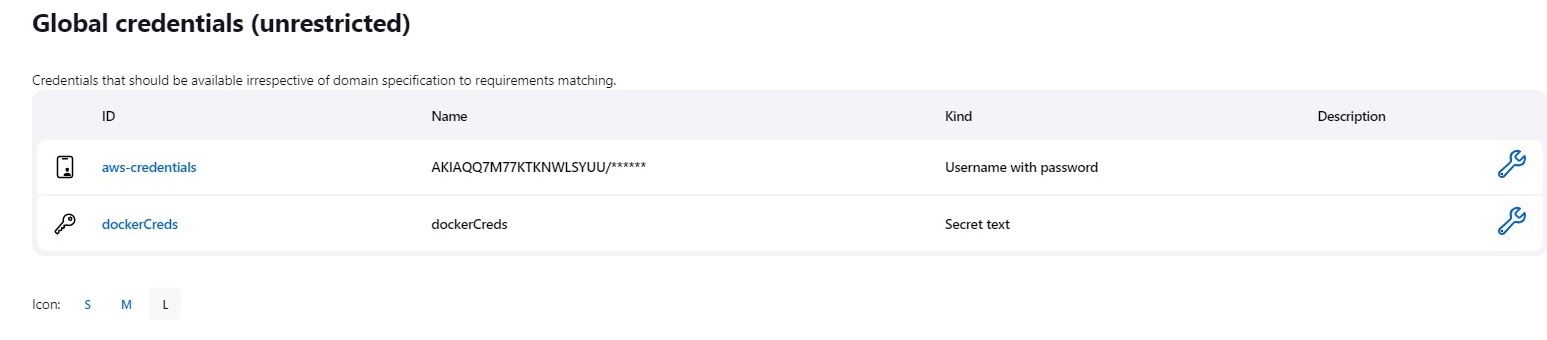 Global credentials (unrestricted)
Credentials that should be available irrespective of domain specification to requirements matching.
ID Name Kind Description
aws-credentials AKIAQQ7M77KTKNWLSYUU/****** Username with password
dockerCreds dockerCreds Secret text
Icon: S M L